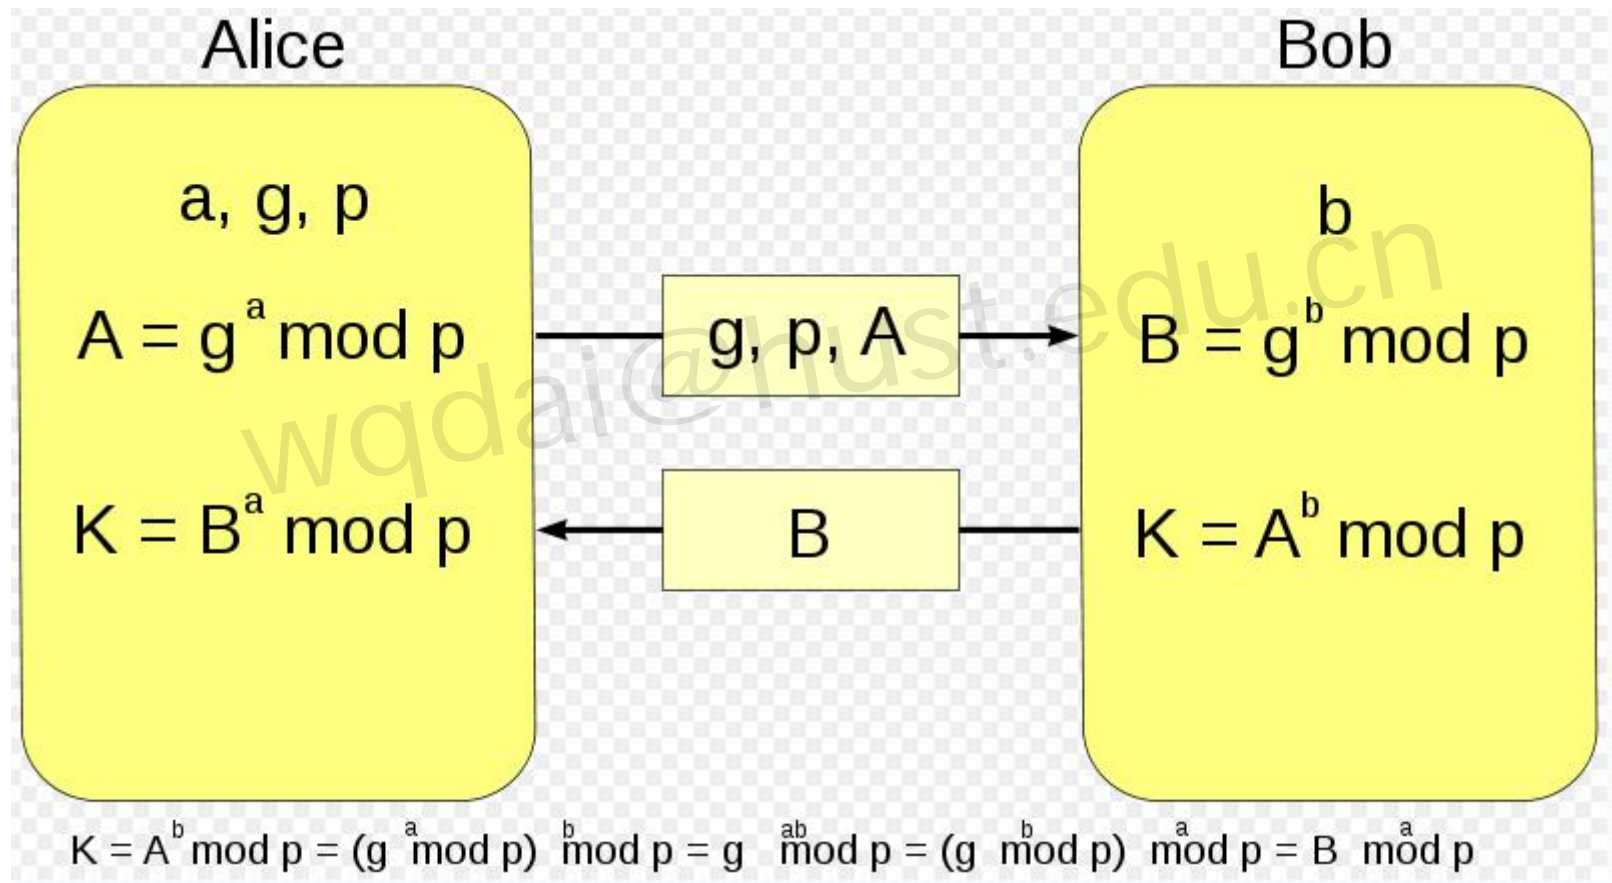 Alice
Bob
a, g, p
A = g^a mod p
K = B^a mod p
g, p, A
B
b
B = g^b mod p
K = A^b mod p
K = A^b mod p = (g^a mod p)^b mod p = g^ab mod p = (g^b mod p)^a mod p = B^a mod p
wqdai@hust.edu.cn